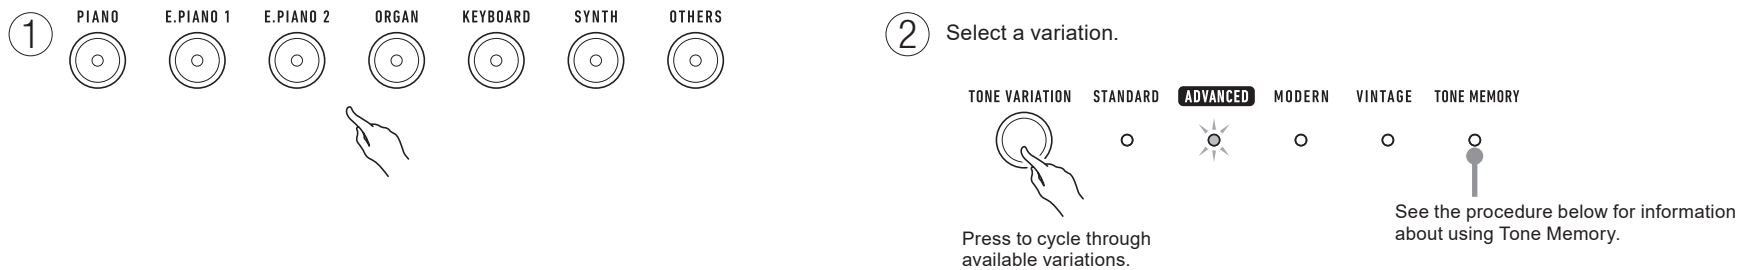 1
PIANO E.PIANO 1 E.PIANO 2 ORGAN KEYBOARD SYNTH OTHERS
2 Select a variation.
TONE VARIATION STANDARD ADVANCED MODERN VINTAGE TONE MEMORY
Press to cycle through
available variations.
See the procedure below for information
about using Tone Memory.